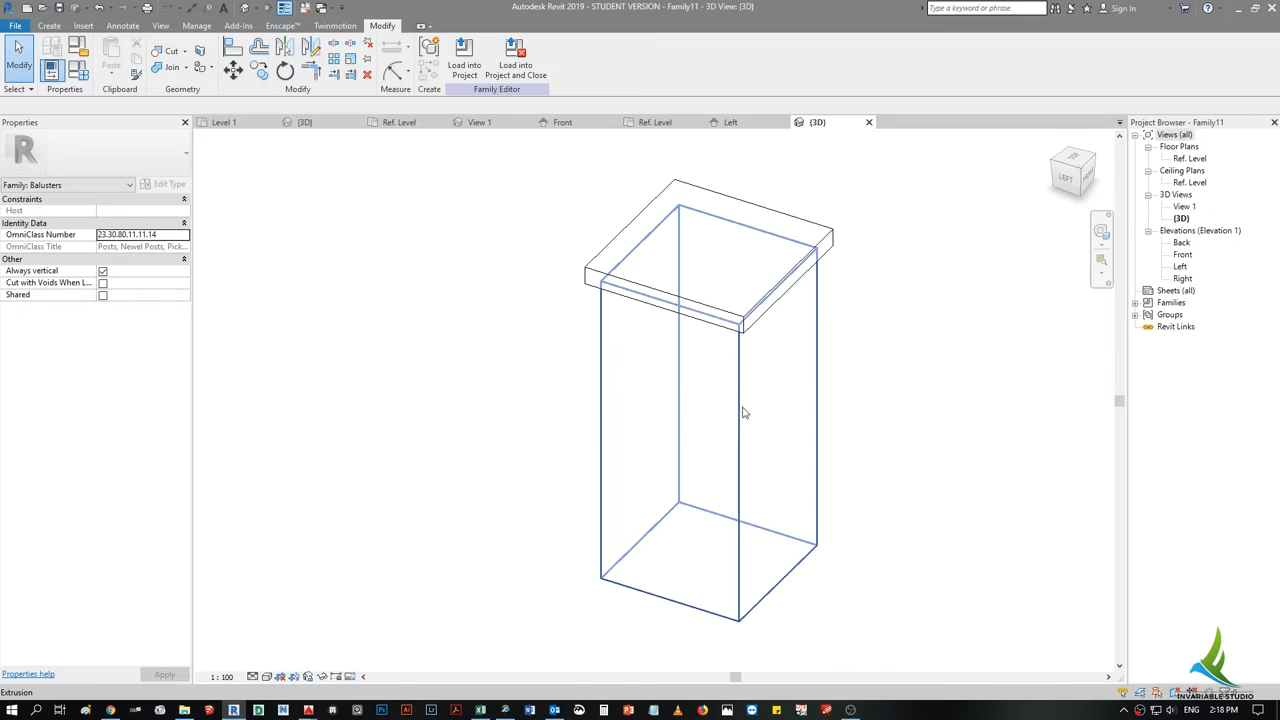 Autodesk Revit 2019 - STUDENT VERSION - Family11 - 3D View: {3D}
Type a keyword or phrase
Sign In
File
Create
Insert
Annotate
View
Manage
Add-Ins
Enscape™
Twinmotion
Modify
Modify
Paste
Cut
Join
Load into
Project
Load into
Project and Close
Select
Properties
Clipboard
Geometry
Modify
Measure
Create
Family Editor
Properties
Level 1
{3D}
Ref. Level
View 1
Front
Ref. Level
Left
{3D}
Project Browser - Family11
R
Family: Balusters
Edit Type
Constraints
Host
Identity Data
OmniClass Number
23.30.80.11.11.14
OmniClass Title
Posts, Newel Posts, Pick...
Other
Always vertical
Cut with Voids When L...
Shared
TOP
LEFT
Views (all)
Floor Plans
Ref. Level
Ceiling Plans
Ref. Level
3D Views
View 1
{3D}
Elevations (Elevation 1)
Back
Front
Left
Right
Sheets (all)
Families
Groups
Revit Links
Properties help
Apply
1 : 100
Extrusion
INVARIABLE STUDIO
ENG
2:18 PM